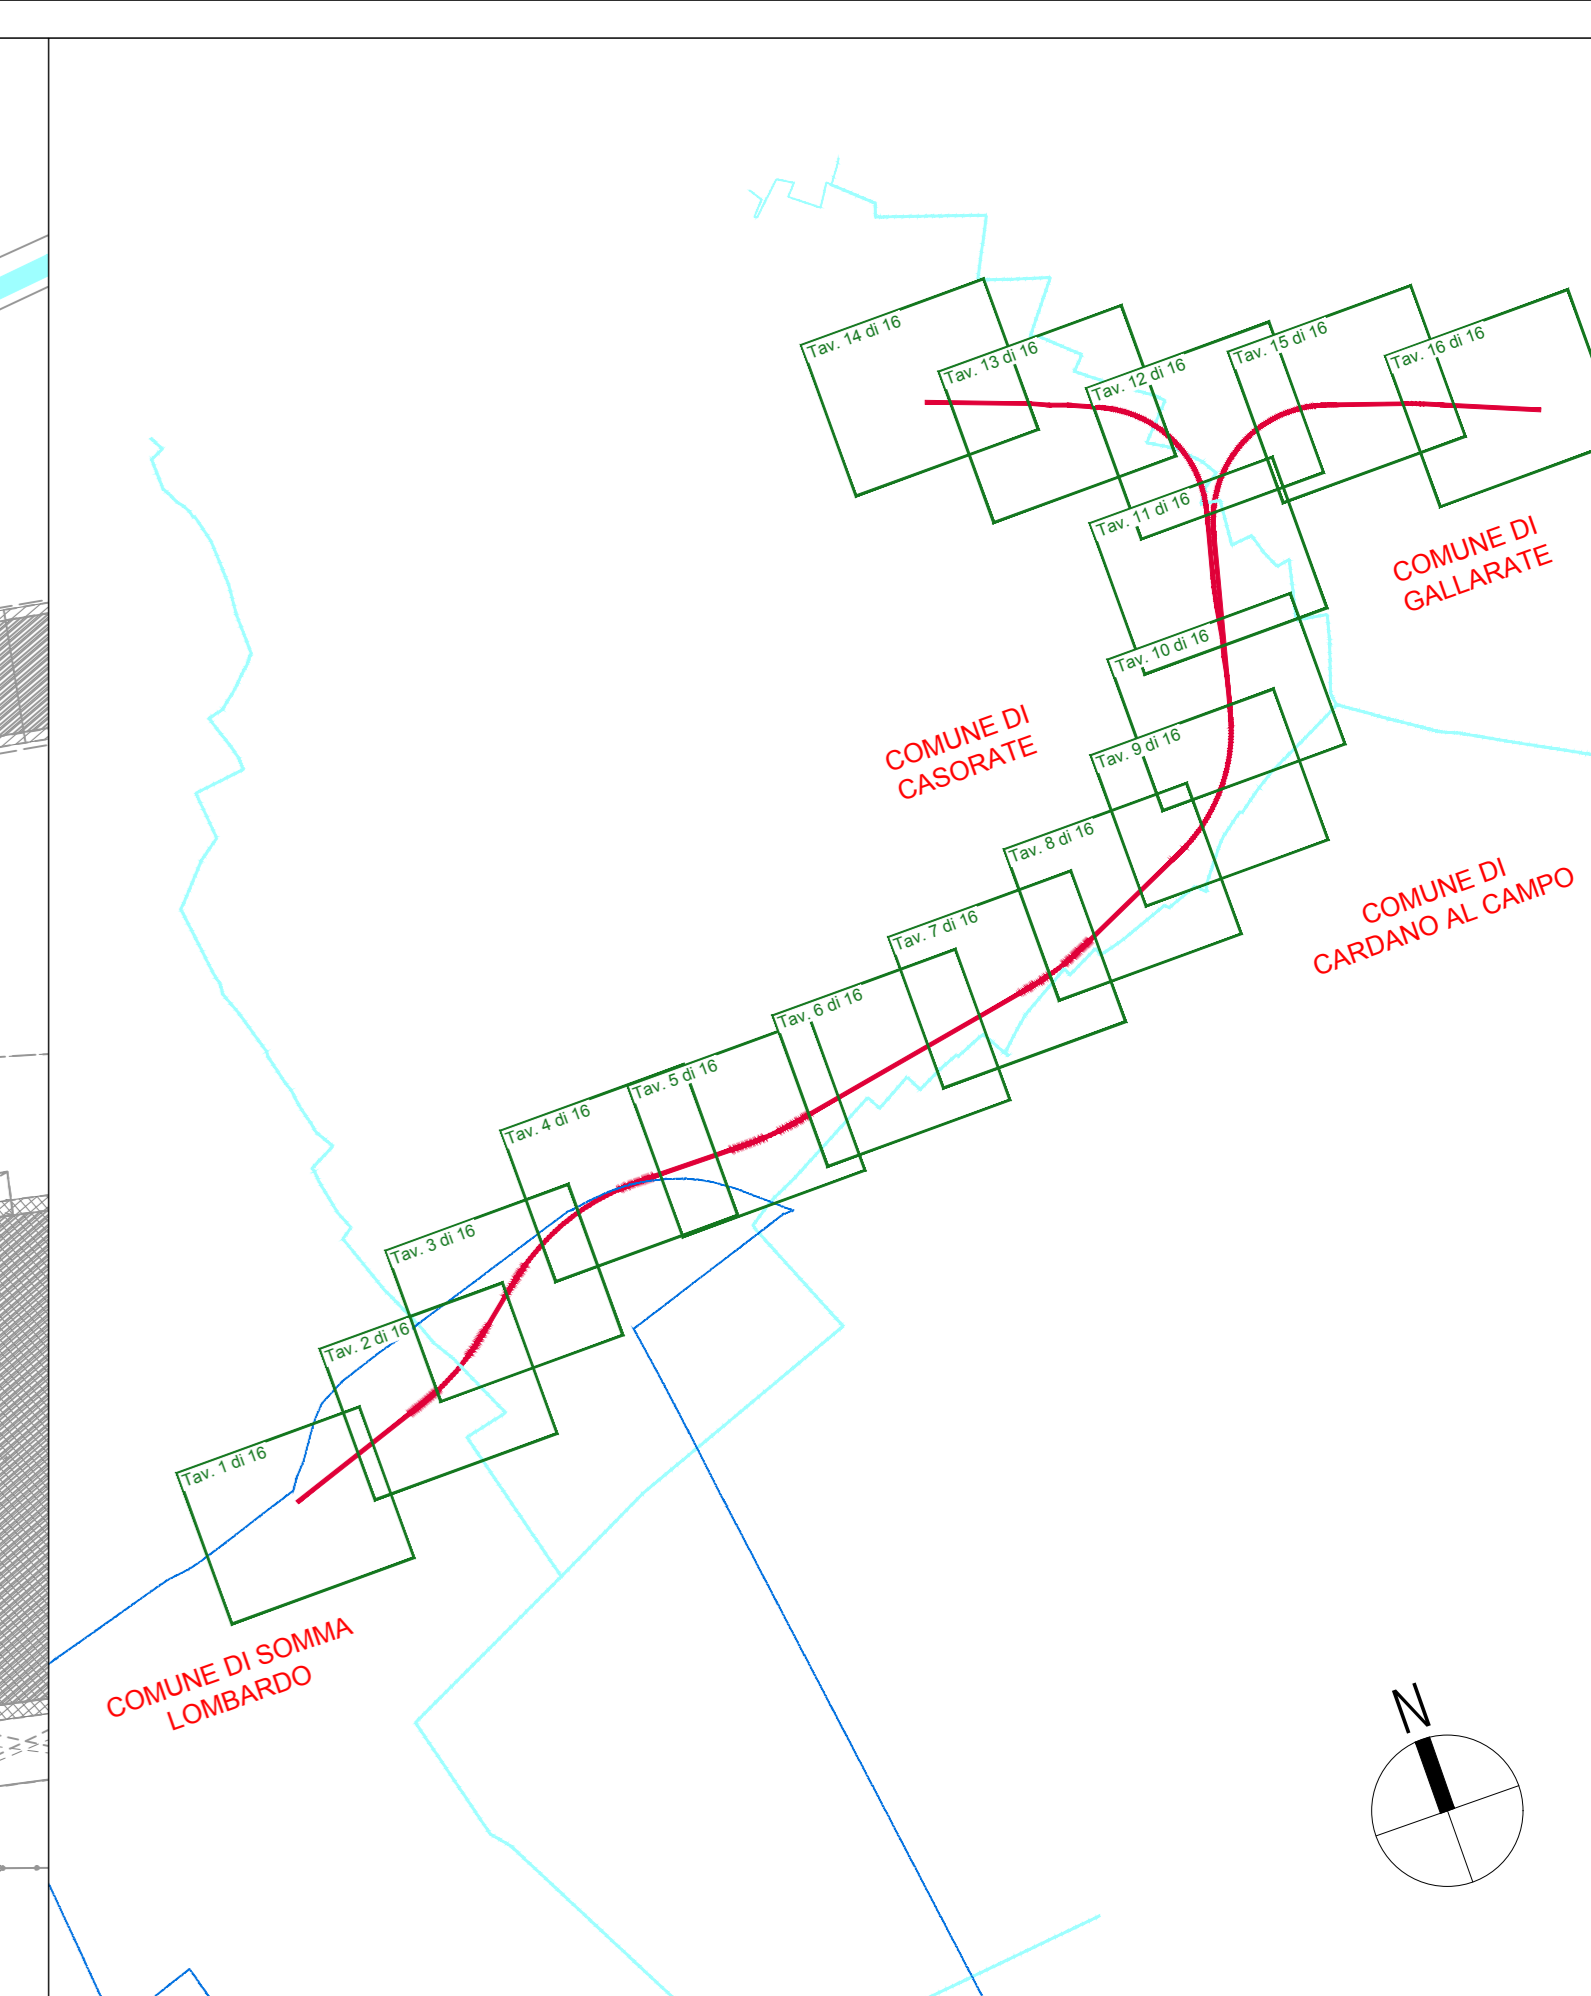 Tav. 14 di 16
Tav. 13 di 16
Tav. 12 di 16
Tav. 15 di 16
Tav. 16 di 16
Tav. 11 di 16
COMUNE DI
GALLARATE
Tav. 10 di 16
COMUNE DI
CASORATE
Tav. 9 di 16
Tav. 8 di 16
COMUNE DI
CARDANO AL CAMPO
Tav. 7 di 16
Tav. 6 di 16
Tav. 5 di 16
Tav. 4 di 16
Tav. 3 di 16
Tav. 2 di 16
Tav. 1 di 16
COMUNE DI SOMMA
LOMBARDO
N